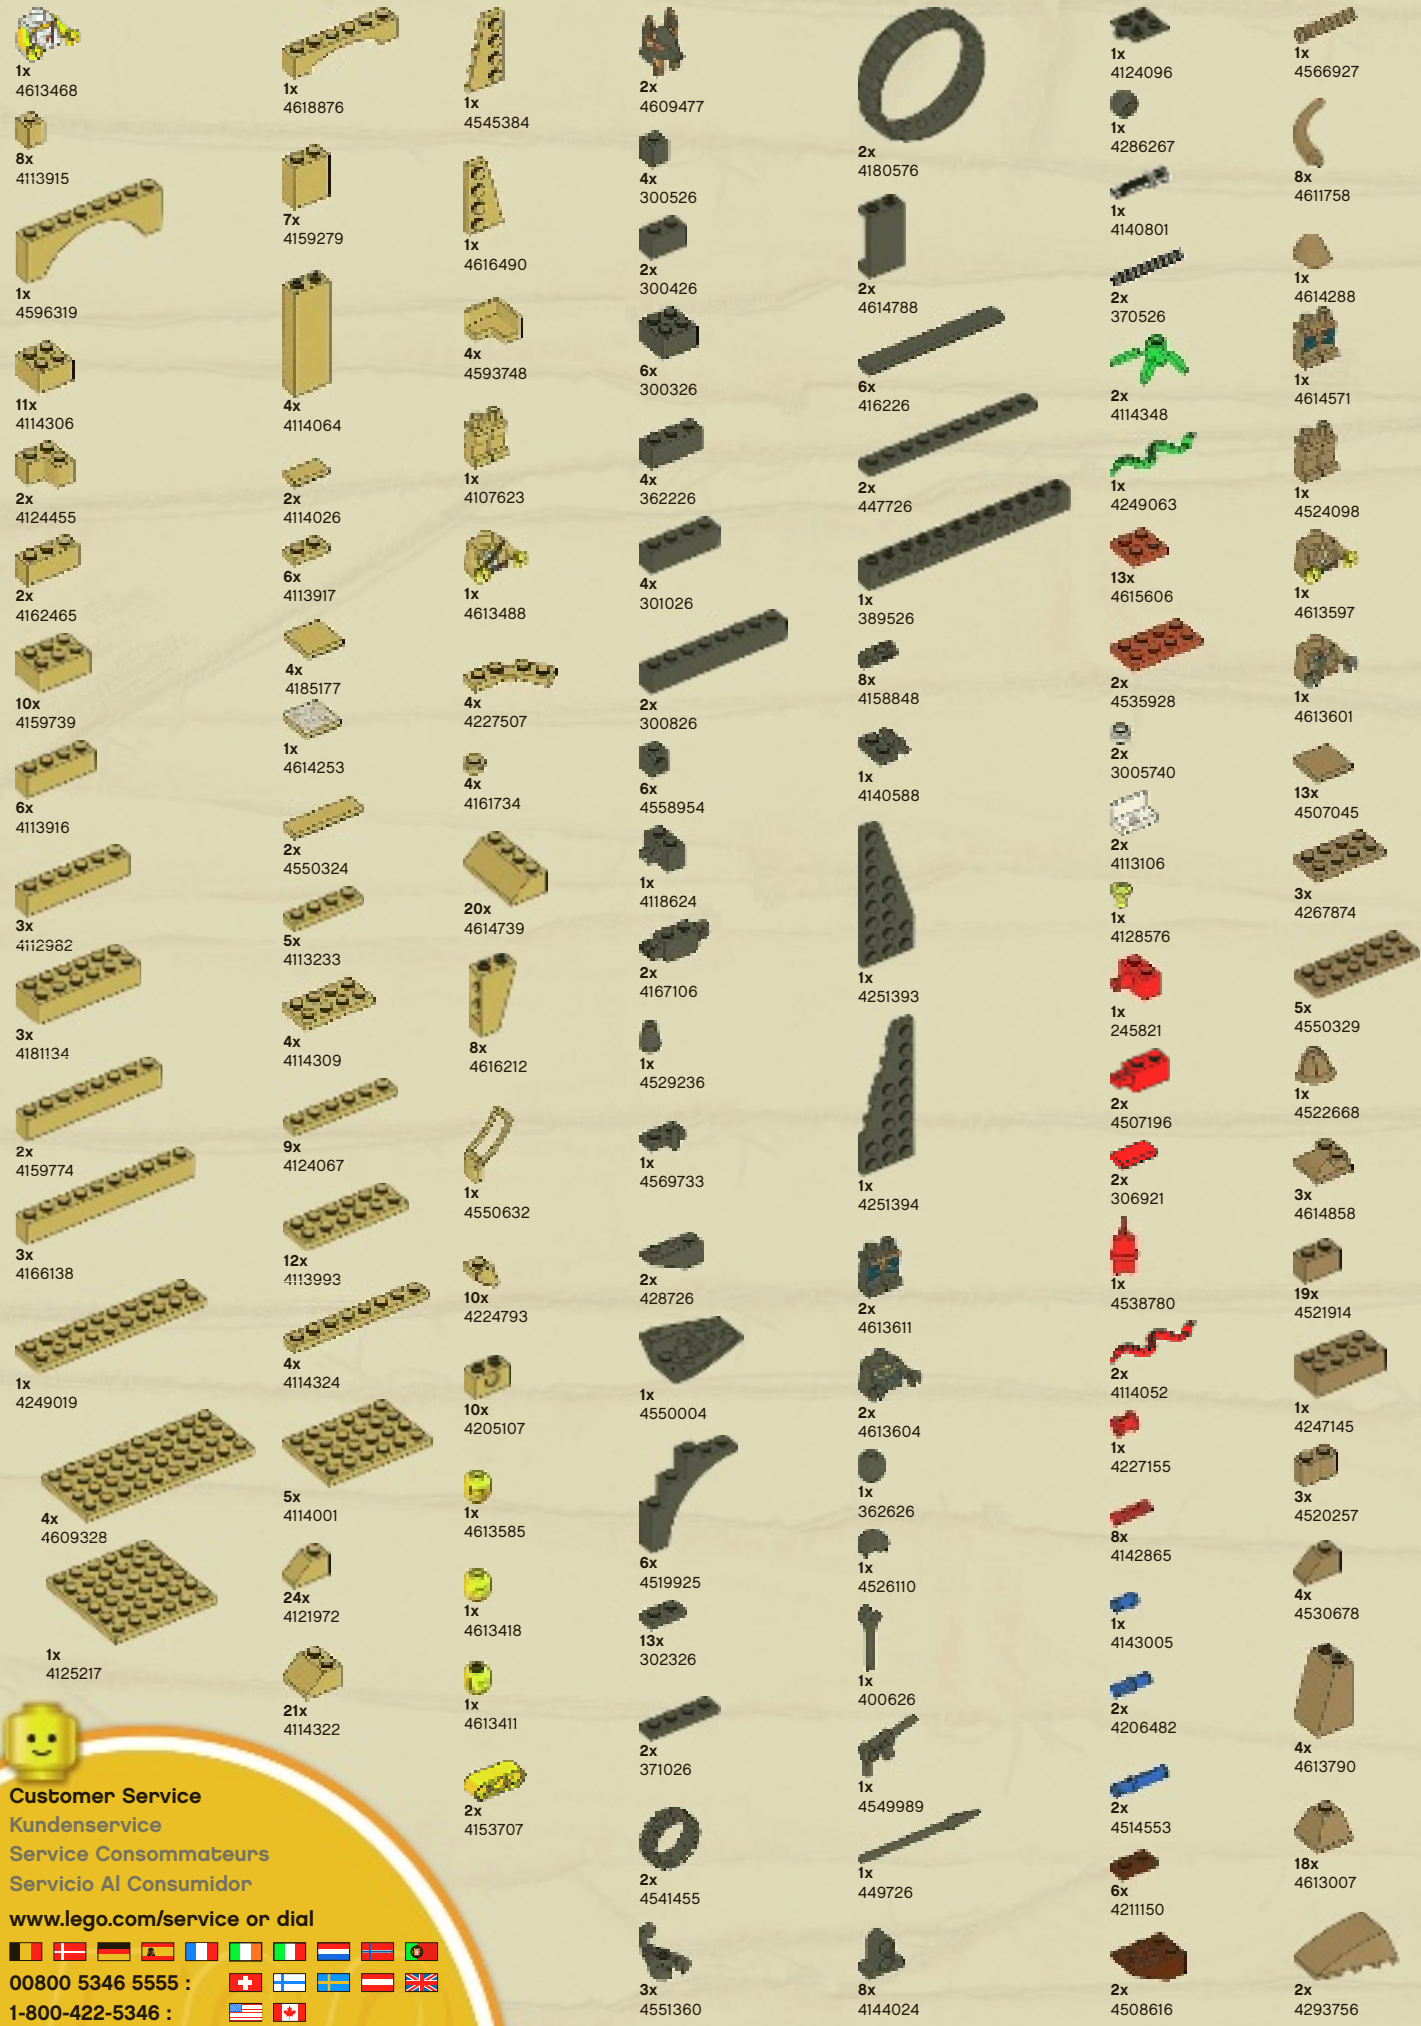 1x
4613468
8x
4113915
1x
4596319
11x
4114306
2x
4124455
2x
4162465
10x
4159739
6x
4113916
3x
4112982
3x
4181134
2x
4159774
3x
4166138
1x
4249019
4x
4609328
1x
4125217
1x
4618876
7x
4159279
4x
4114064
2x
4114026
6x
4113917
4x
4185177
1x
4614253
2x
4550324
5x
4113233
4x
4114309
9x
4124067
12x
4113993
4x
4114324
5x
4114001
24x
4121972
21x
4114322
1x
4545384
1x
4616490
4x
4593748
1x
4107623
1x
4613488
4x
4227507
4x
4161734
20x
4614739
8x
4616212
1x
4550632
10x
4224793
10x
4205107
1x
4613585
1x
4613418
1x
4613411
2x
4153707
2x
4609477
4x
300526
2x
300426
6x
300326
4x
362226
4x
301026
2x
300826
6x
4558954
1x
4118624
2x
4167106
1x
4529236
1x
4569733
2x
428726
1x
4550004
6x
4519925
13x
302326
2x
371026
2x
4541455
3x
4551360
2x
4180576
2x
4614788
6x
416226
2x
447726
1x
389526
8x
4158848
1x
4140588
1x
4251393
1x
4251394
2x
4613611
2x
4613604
1x
362626
1x
4526110
1x
400626
1x
4549989
1x
449726
8x
4144024
1x
4124096
1x
4286267
1x
4140801
2x
370526
2x
4114348
1x
4249063
13x
4615606
2x
4535928
2x
3005740
2x
4113106
1x
4128576
1x
245821
2x
4507196
2x
306921
1x
4538780
2x
4114052
1x
4227155
8x
4142865
1x
4143005
2x
4206482
2x
4514553
6x
4211150
2x
4508616
1x
4566927
8x
4611758
1x
4614288
1x
4614571
1x
4524098
1x
4613597
1x
4613601
13x
4507045
3x
4267874
5x
4550329
1x
4522668
3x
4614858
19x
4521914
1x
4247145
3x
4520257
4x
4530678
4x
4613790
18x
4613007
2x
4293756
Customer Service
Kundenservice
Service Consommateurs
Servicio Al Consumidor
www.lego.com/service or dial
00800 5346 5555 :
1-800-422-5346 :